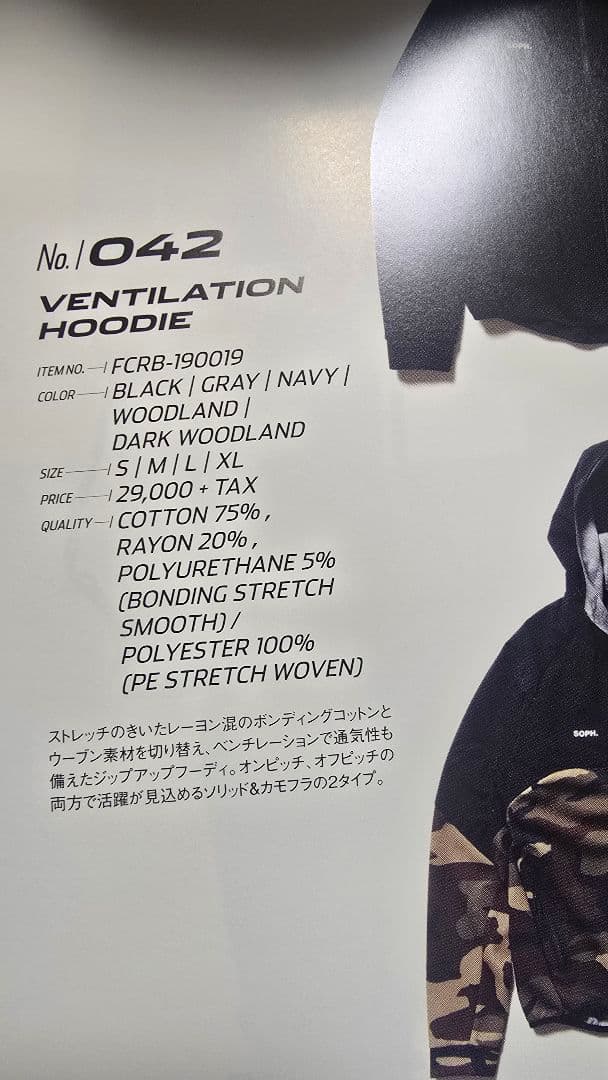 No./042
VENTILATION
HOODIE
ITEM NO. FCRB-190019
COLOR BLACK | GRAY | NAVY |
WOODLAND |
DARK WOODLAND
SIZE S | M | L | XL
PRICE 29,000 + TAX
QUALITY COTTON 75% ,
RAYON 20% ,
POLYURETHANE 5%
(BONDING STRETCH
SMOOTH) /
POLYESTER 100%
(PE STRETCH WOVEN)
ストレッチのきいたレーヨン混のボンディングコットンと
ウーブン素材を切り替え、ベンチレーションで通気性も
備えたジップアップフーディ。オンピッチ、オフピッチの
両方で活躍が見込めるソリッド&カモフラの2タイプ。
SOPH.
SOPH.